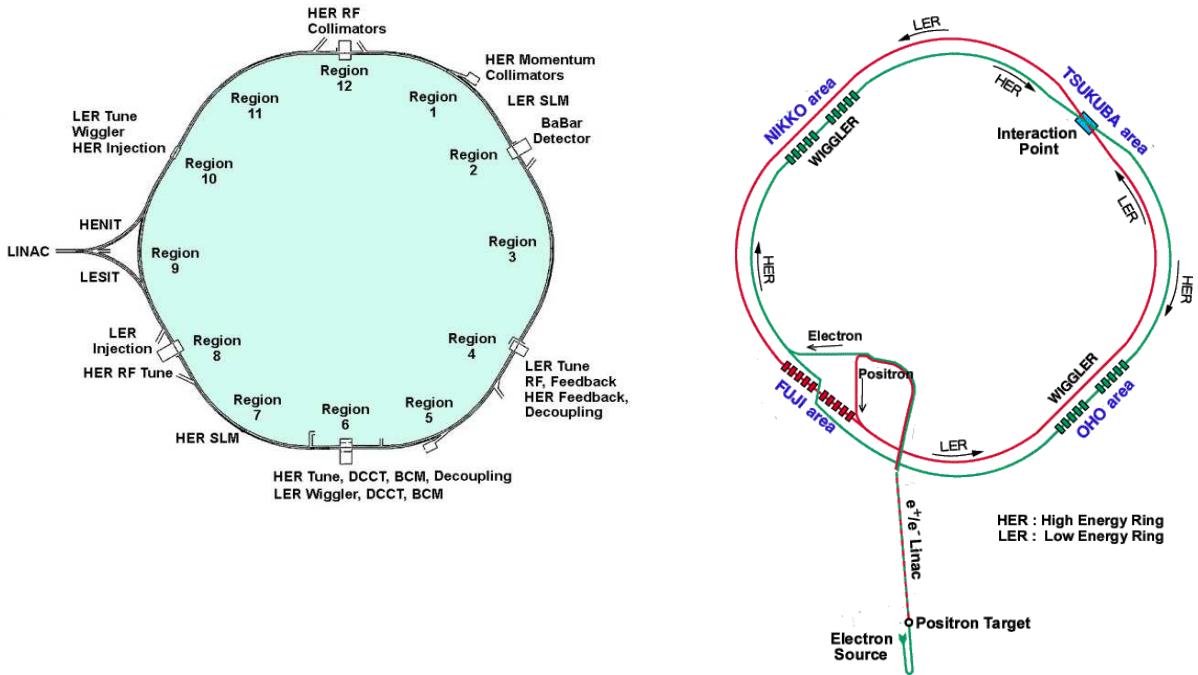 HER RF
Collimators
Region
12
HER Momentum
Collimators
Region
1
LER SLM
BaBar
Detector
Region
11
LER Tune
Wiggler
HER Injection
Region
10
Region
2
HENIT
LINAC
LESIT
Region
9
Region
3
LER
Injection
Region
8
HER RF Tune
Region
4
LER Tune
RF, Feedback
HER Feedback,
Decoupling
Region
7
Region
6
Region
5
HER SLM
HER Tune, DCCT, BCM, Decoupling
LER Wiggler, DCCT, BCM
LER
HER
NIKKO area
WIGGLER
TSUKUBA area
Interaction
Point
LER
HER
HER
Electron
Positron
FUJI area
WIGGLER
OHO area
LER
e+/e- Linac
HER : High Energy Ring
LER : Low Energy Ring
Positron Target
Electron
Source